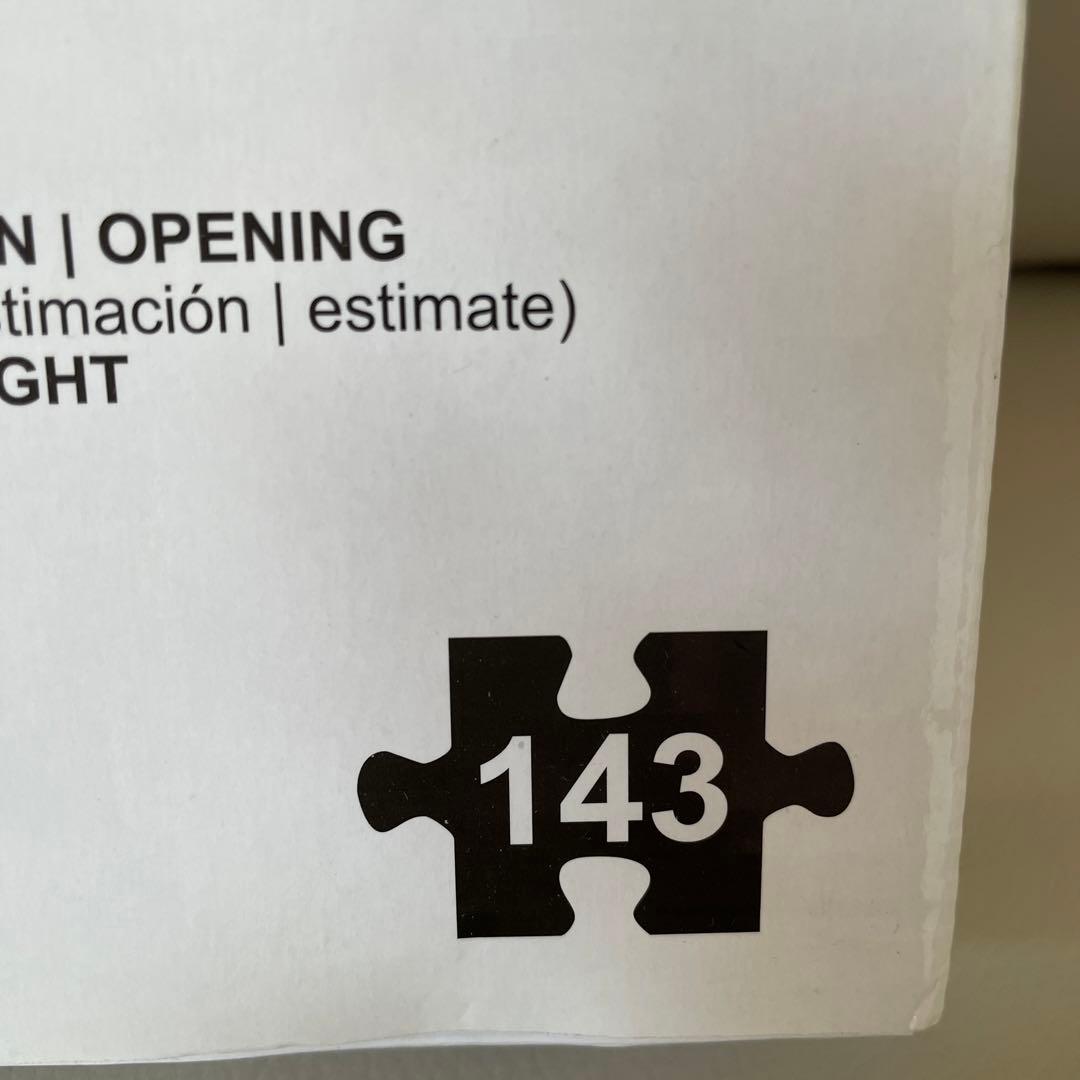 N | OPENING
timación | estimate)
GHT
143